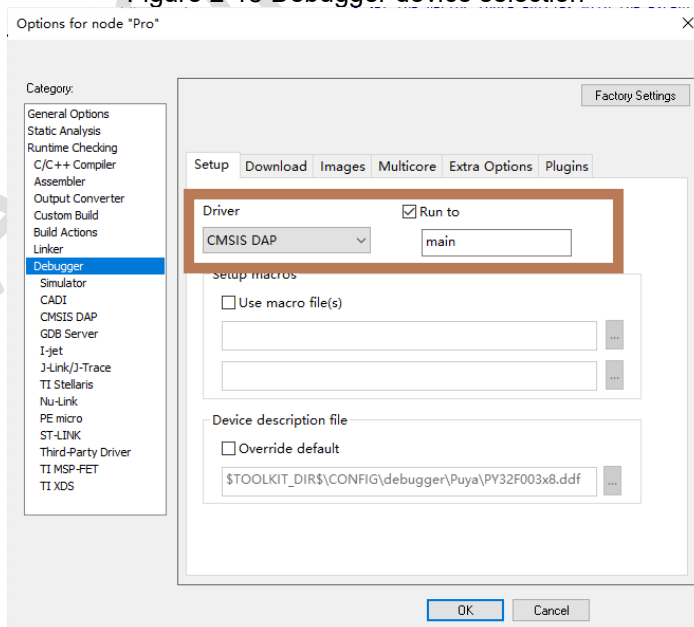 Options for node "Pro"
×
Category:
General Options
Static Analysis
Runtime Checking
C/C++ Compiler
Assembler
Output Converter
Custom Build
Build Actions
Linker
Debugger
Simulator
CADI
CMSIS DAP
GDB Server
I-jet
J-Link/J-Trace
TI Stellaris
Nu-Link
PE micro
ST-LINK
Third-Party Driver
TI MSP-FET
TI XDS
Factory Settings
Setup Download Images Multicore Extra Options Plugins
Driver Run to
CMSIS DAP main
Setup macros
Use macro file(s)
...
...
Device description file
Override default
$TOOLKIT_DIR$\CONFIG\debugger\Puya\PY32F003x8.ddf ...
OK Cancel